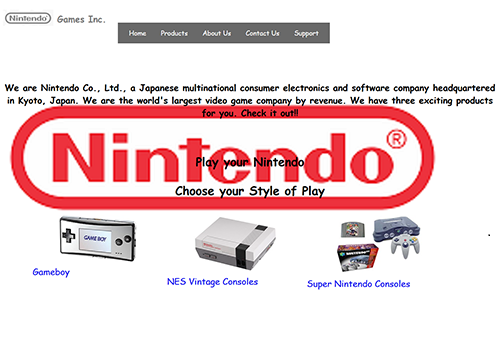 Nintendo Games Inc.
Home Products About Us Contact Us Support
We are Nintendo Co., Ltd., a Japanese multinational consumer electronics and software company headquartered
in Kyoto, Japan. We are the world's largest video game company by revenue. We have three exciting products
for you. Check it out!!
Nintendo®
Play your Nintendo
Choose your Style of Play
GAME BOY
Gameboy
NES Vintage Consoles
Super Nintendo Consoles